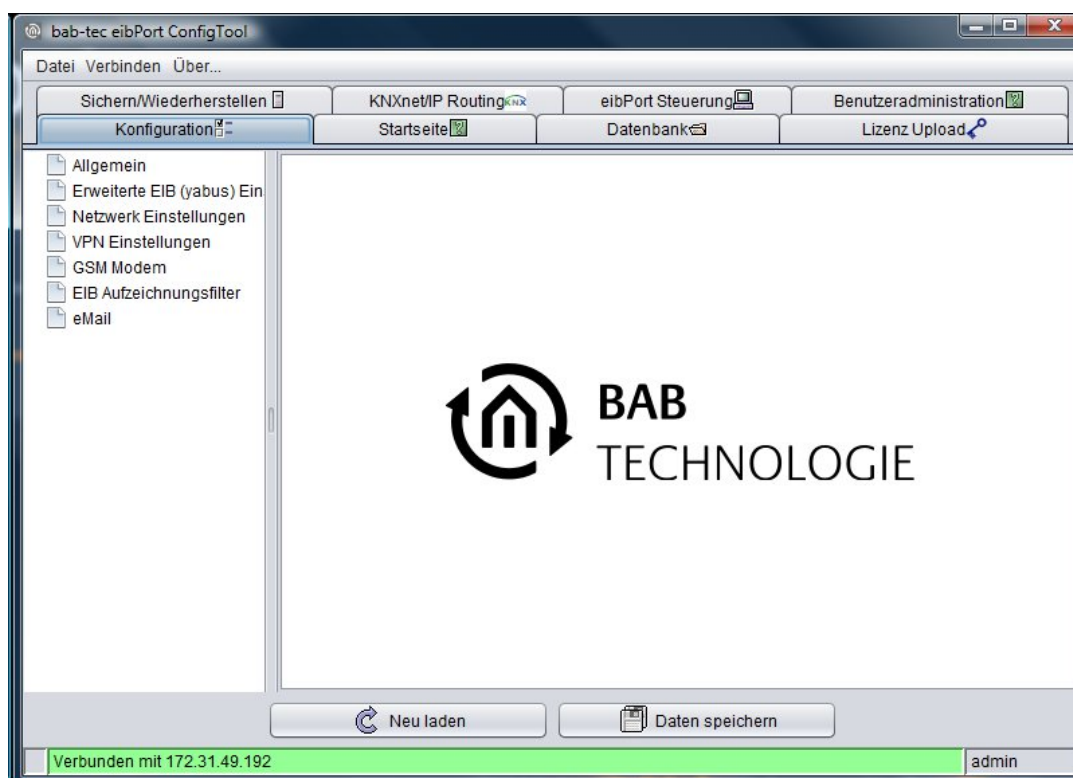 bab-tec eibPort ConfigTool
Datei Verbinden Über...
Sichern/Wiederherstellen
KNXnet/IP Routing KNX
eibPort Steuerung
Benutzeradministration
Konfiguration
Startseite
Datenbank
Lizenz Upload
Allgemein
Erweiterte EIB (yabus) Ein
Netzwerk Einstellungen
VPN Einstellungen
GSM Modem
EIB Aufzeichnungsfilter
eMail
BAB
TECHNOLOGIE
Neu laden
Daten speichern
Verbunden mit 172.31.49.192
admin